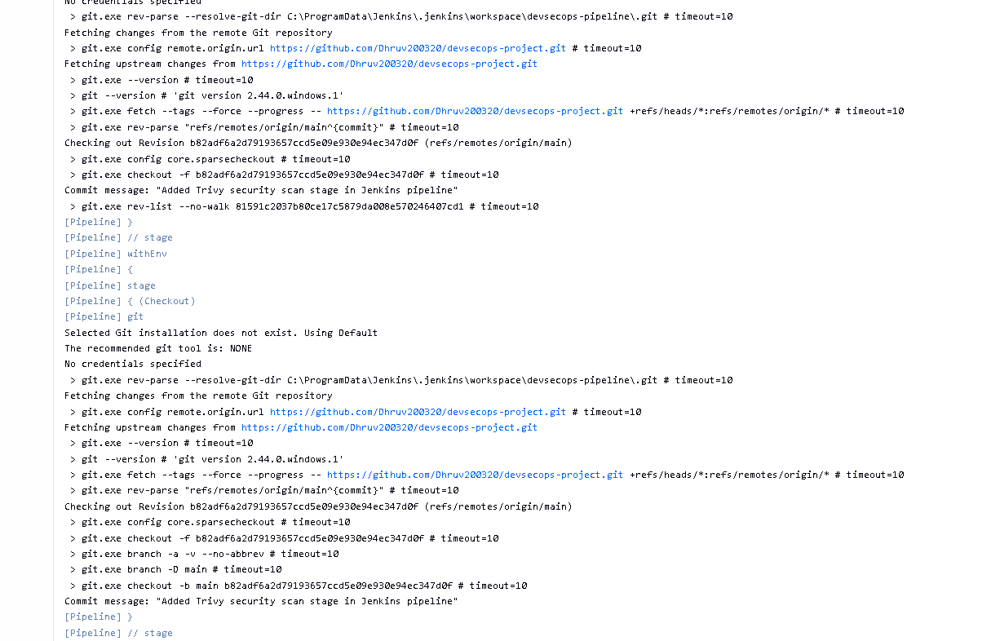 No credentials specified
> git.exe rev-parse --resolve-git-dir C:\ProgramData\Jenkins\.jenkins\workspace\devsecops-pipeline\.git # timeout=10
Fetching changes from the remote Git repository
> git.exe config remote.origin.url https://github.com/Dhruv200320/devsecops-project.git # timeout=10
Fetching upstream changes from https://github.com/Dhruv200320/devsecops-project.git
> git.exe --version # timeout=10
> git --version # 'git version 2.44.0.windows.1'
> git.exe fetch --tags --force --progress -- https://github.com/Dhruv200320/devsecops-project.git +refs/heads/*:refs/remotes/origin/* # timeout=10
> git.exe rev-parse "refs/remotes/origin/main^{commit}" # timeout=10
Checking out Revision b82adf6a2d79193657ccd5e09e930e94ec347d0f (refs/remotes/origin/main)
> git.exe config core.sparsecheckout # timeout=10
> git.exe checkout -f b82adf6a2d79193657ccd5e09e930e94ec347d0f # timeout=10
Commit message: "Added Trivy security scan stage in Jenkins pipeline"
> git.exe rev-list --no-walk 81591c2037b80ce17c5879da008e570246407cd1 # timeout=10
[Pipeline] }
[Pipeline] // stage
[Pipeline] withEnv
[Pipeline] {
[Pipeline] stage
[Pipeline] { (Checkout)
[Pipeline] git
Selected Git installation does not exist. Using Default
The recommended git tool is: NONE
No credentials specified
> git.exe rev-parse --resolve-git-dir C:\ProgramData\Jenkins\.jenkins\workspace\devsecops-pipeline\.git # timeout=10
Fetching changes from the remote Git repository
> git.exe config remote.origin.url https://github.com/Dhruv200320/devsecops-project.git # timeout=10
Fetching upstream changes from https://github.com/Dhruv200320/devsecops-project.git
> git.exe --version # timeout=10
> git --version # 'git version 2.44.0.windows.1'
> git.exe fetch --tags --force --progress -- https://github.com/Dhruv200320/devsecops-project.git +refs/heads/*:refs/remotes/origin/* # timeout=10
> git.exe rev-parse "refs/remotes/origin/main^{commit}" # timeout=10
Checking out Revision b82adf6a2d79193657ccd5e09e930e94ec347d0f (refs/remotes/origin/main)
> git.exe config core.sparsecheckout # timeout=10
> git.exe checkout -f b82adf6a2d79193657ccd5e09e930e94ec347d0f # timeout=10
> git.exe branch -a -v --no-abbrev # timeout=10
> git.exe branch -D main # timeout=10
> git.exe checkout -b main b82adf6a2d79193657ccd5e09e930e94ec347d0f # timeout=10
Commit message: "Added Trivy security scan stage in Jenkins pipeline"
[Pipeline] }
[Pipeline] // stage